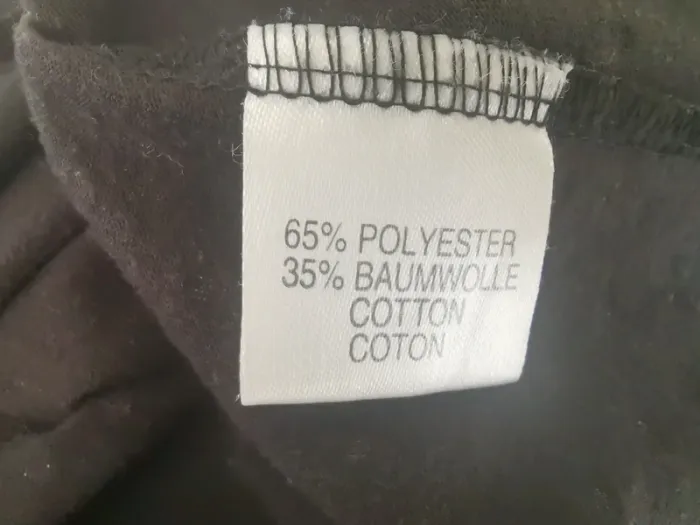 65% POLYESTER
35% BAUMWOLLE
COTTON
COTON